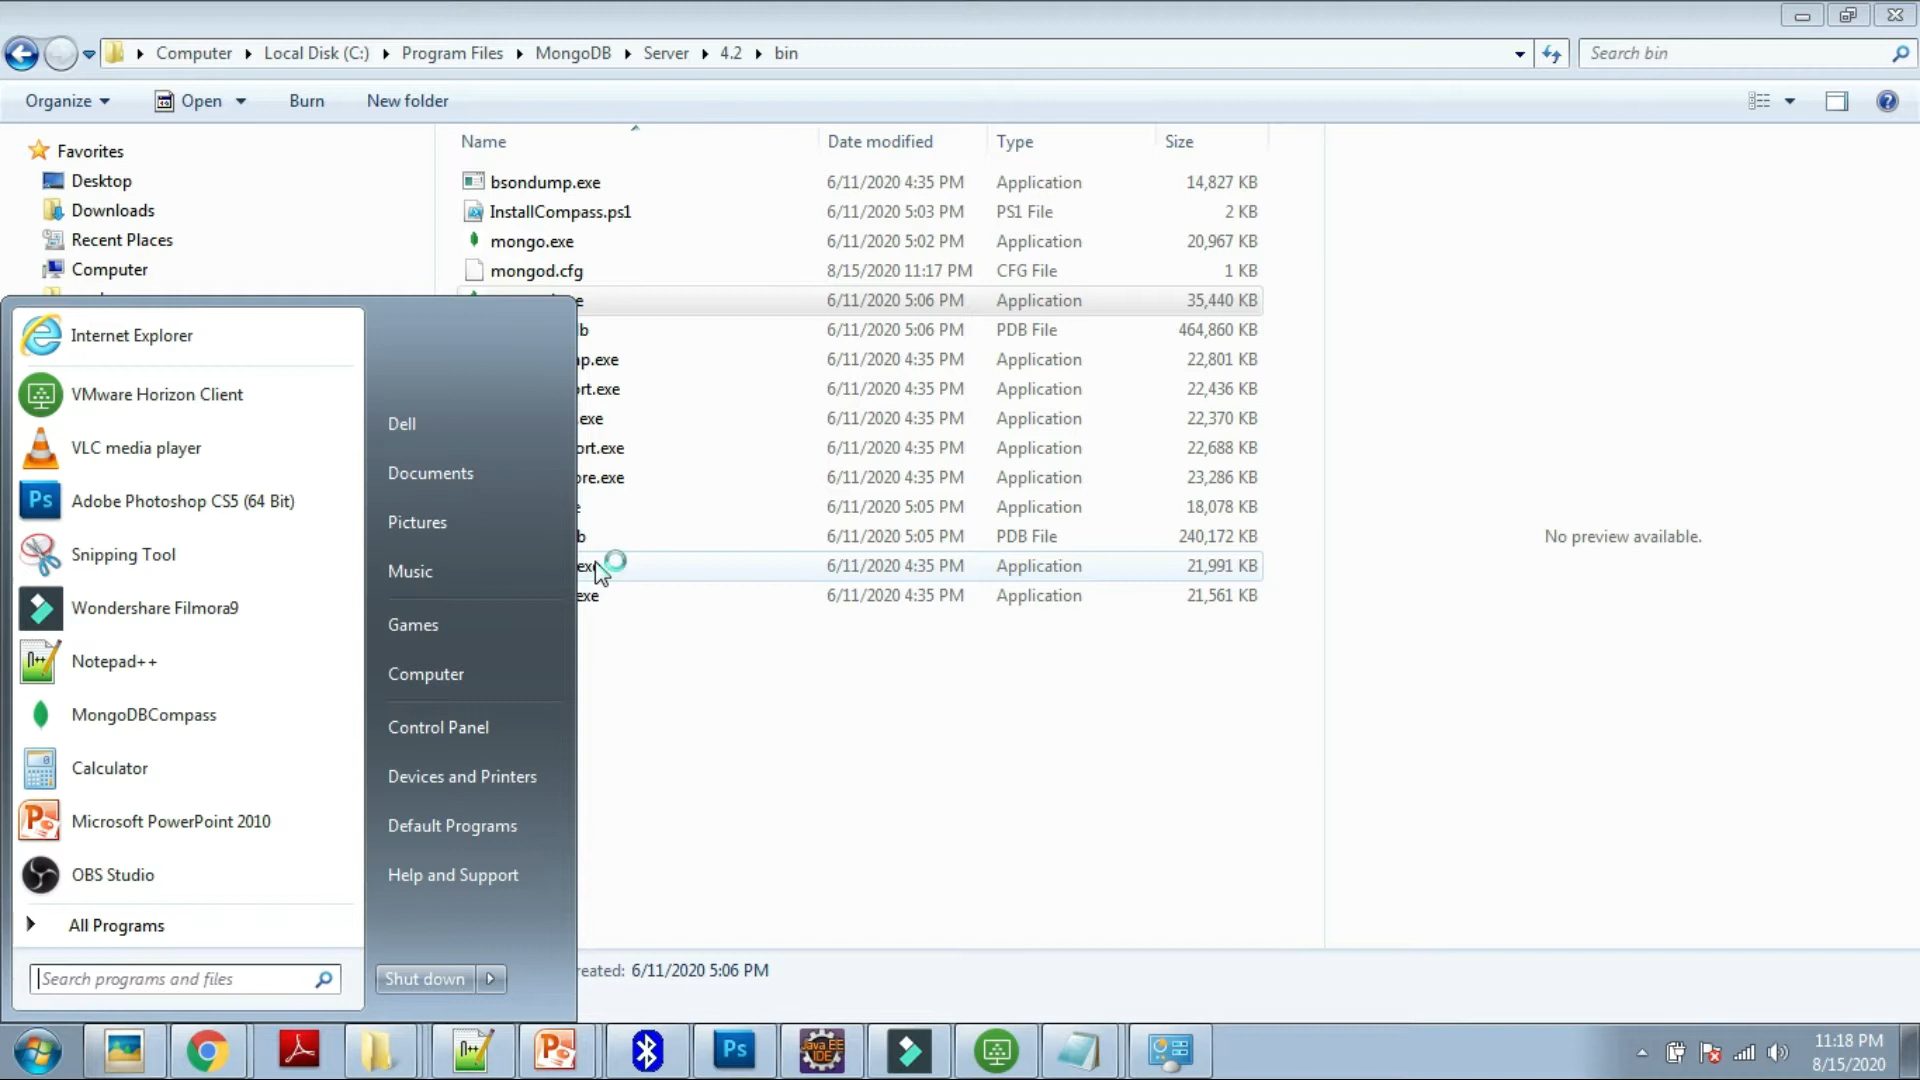 Computer Local Disk (C:) Program Files MongoDB Server 4.2 bin
Search bin
Organize Open Burn New folder
Favorites
Desktop
Downloads
Recent Places
Computer
Name Date modified Type Size
bsondump.exe 6/11/2020 4:35 PM Application 14,827 KB
InstallCompass.ps1 6/11/2020 5:03 PM PS1 File 2 KB
mongo.exe 6/11/2020 5:02 PM Application 20,967 KB
mongod.cfg 8/15/2020 11:17 PM CFG File 1 KB
e 6/11/2020 5:06 PM Application 35,440 KB
b 6/11/2020 5:06 PM PDB File 464,860 KB
p.exe 6/11/2020 4:35 PM Application 22,801 KB
rt.exe 6/11/2020 4:35 PM Application 22,436 KB
.exe 6/11/2020 4:35 PM Application 22,370 KB
ort.exe 6/11/2020 4:35 PM Application 22,688 KB
ore.exe 6/11/2020 4:35 PM Application 23,286 KB
e 6/11/2020 5:05 PM Application 18,078 KB
b 6/11/2020 5:05 PM PDB File 240,172 KB
ex 6/11/2020 4:35 PM Application 21,991 KB
exe 6/11/2020 4:35 PM Application 21,561 KB
No preview available.
Internet Explorer
VMware Horizon Client
VLC media player
Adobe Photoshop CS5 (64 Bit)
Snipping Tool
Wondershare Filmora9
Notepad++
MongoDBCompass
Calculator
Microsoft PowerPoint 2010
OBS Studio
All Programs
Search programs and files
Dell
Documents
Pictures
Music
Games
Computer
Control Panel
Devices and Printers
Default Programs
Help and Support
Shut down
reated: 6/11/2020 5:06 PM
Ps
Java EE
IDE
11:18 PM
8/15/2020